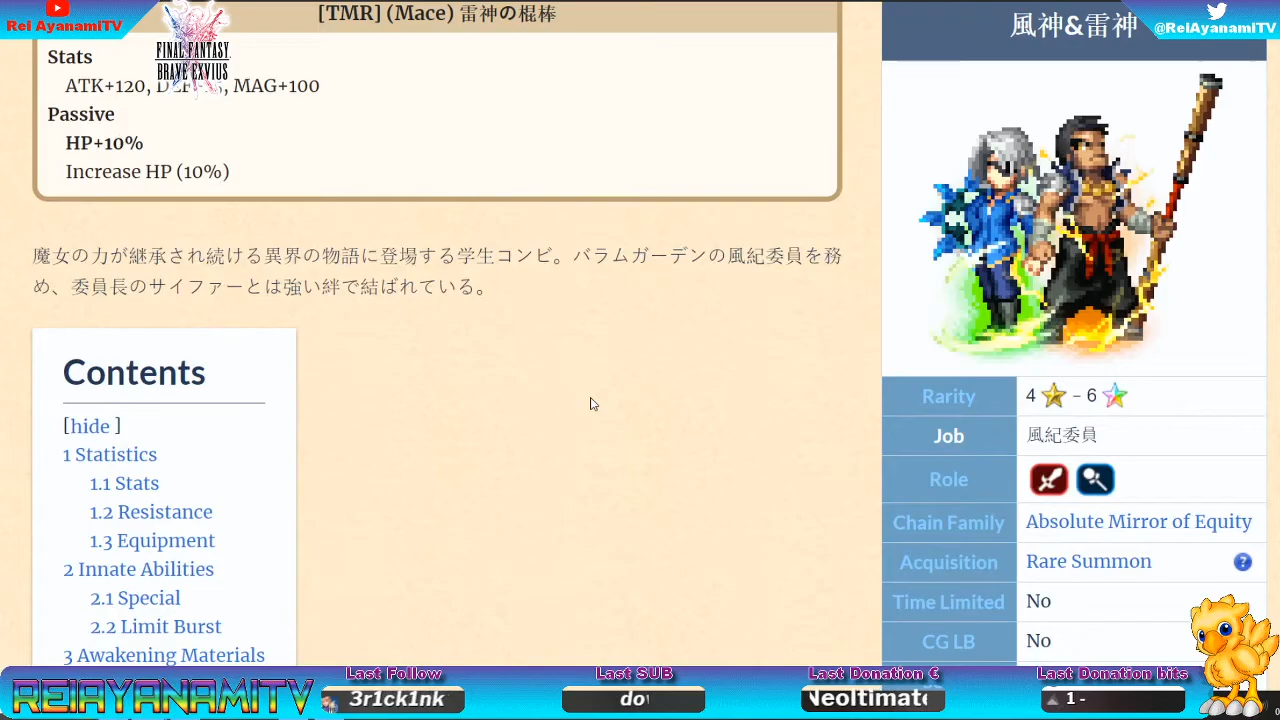 Rei AyanamITV
FINAL FANTASY
BRAVE EXVIUS
[TMR] (Mace) 雷神の棍棒
Stats
ATK+120, MAG+100
Passive
HP+10%
Increase HP (10%)
魔女の力が継承され続ける異界の物語に登場する学生コンビ。バラムガーデンの風紀委員を務
め、委員長のサイファーとは強い絆で結ばれている。
Contents
[hide ]
1 Statistics
1.1 Stats
1.2 Resistance
1.3 Equipment
2 Innate Abilities
2.1 Special
2.2 Limit Burst
3 Awakening Materials
風神&雷神
@ReiAyanamITV
Rarity 4 - 6
Job 風紀委員
Role
Chain Family Absolute Mirror of Equity
Acquisition Rare Summon ?
Time Limited No
CG LB No
REIAYANAMITV
Last Follow
3r1ck1nk
Last SUB
Last Donation €
Last Donation bits
1 -